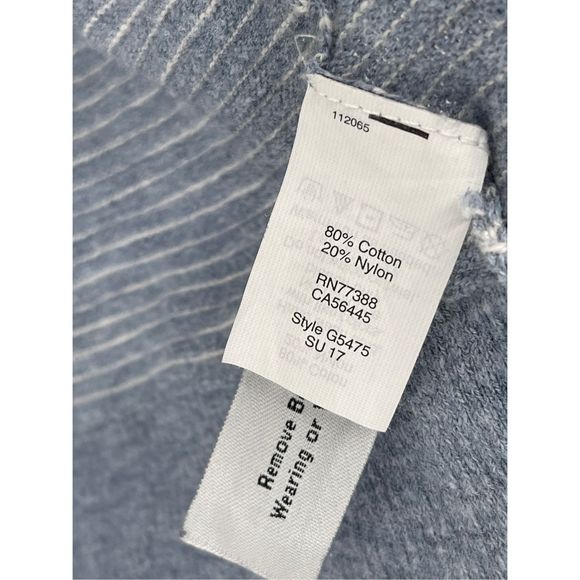 112065
80% Cotton
20% Nylon
RN77388
CA56445
Style G5475
SU 17
Remove
Wearing or